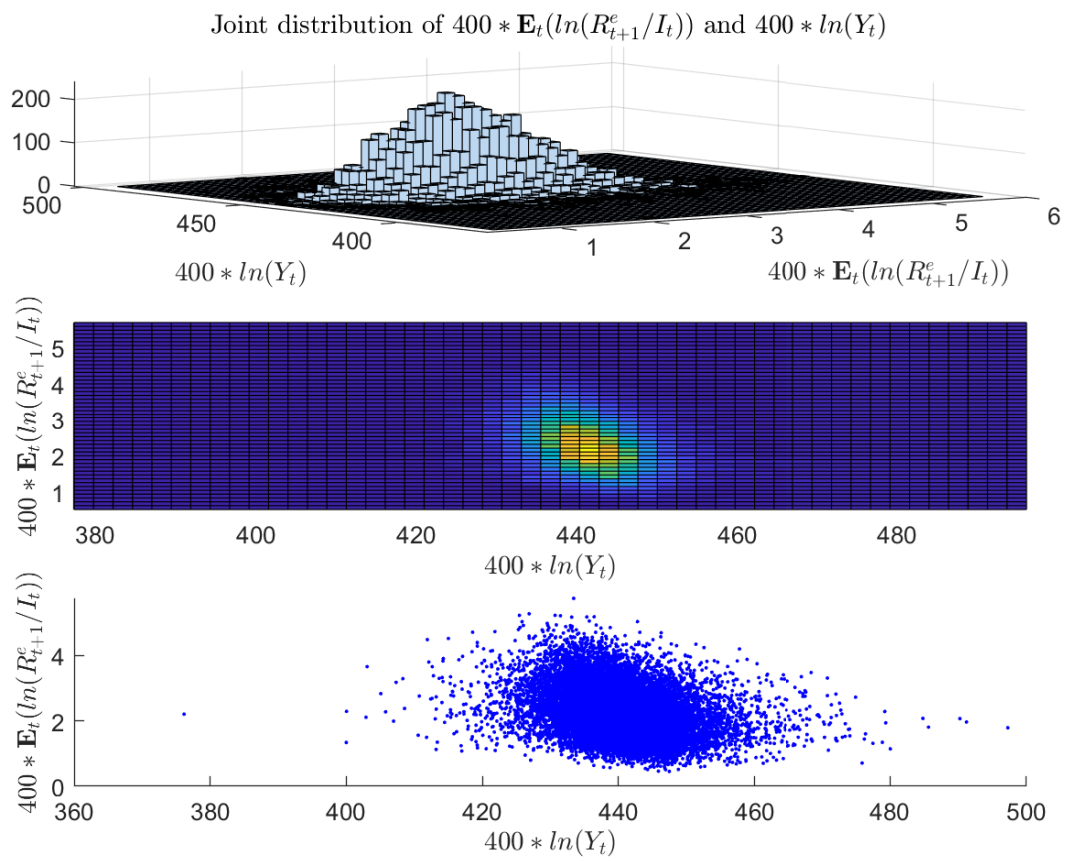 Joint distribution of 400 ∗ E_t(ln(R^e_{t+1}/I_t)) and 400 ∗ ln(Y_t)
200
100
0
500
450
400
1
2
3
4
5
6
400 ∗ ln(Y_t)
400 ∗ E_t(ln(R^e_{t+1}/I_t))
400 ∗ E_t(ln(R^e_{t+1}/I_t))
5
4
3
2
1
380 400 420 440 460 480
400 ∗ ln(Y_t)
400 ∗ E_t(ln(R^e_{t+1}/I_t))
4
2
0
360 380 400 420 440 460 480 500
400 ∗ ln(Y_t)